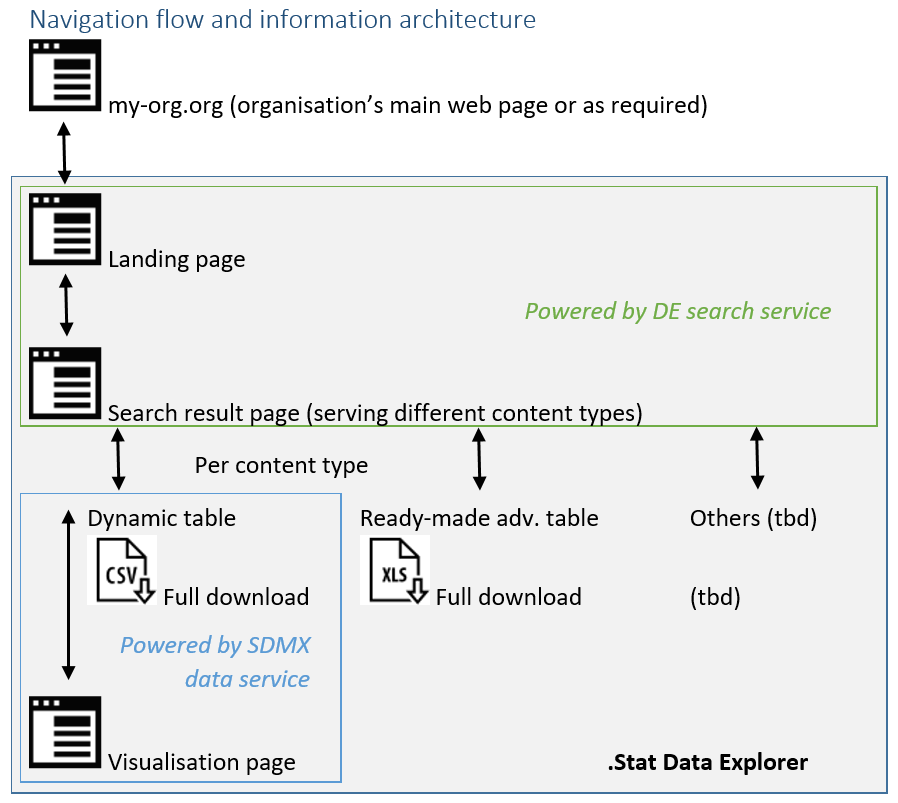 Navigation flow and information architecture
my-org.org (organisation’s main web page or as required)
Landing page
Powered by DE search service
Search result page (serving different content types)
Per content type
Dynamic table
Ready-made adv. table
Others (tbd)
CSV
Full download
XLS
Full download
(tbd)
Powered by SDMX
data service
Visualisation page
.Stat Data Explorer